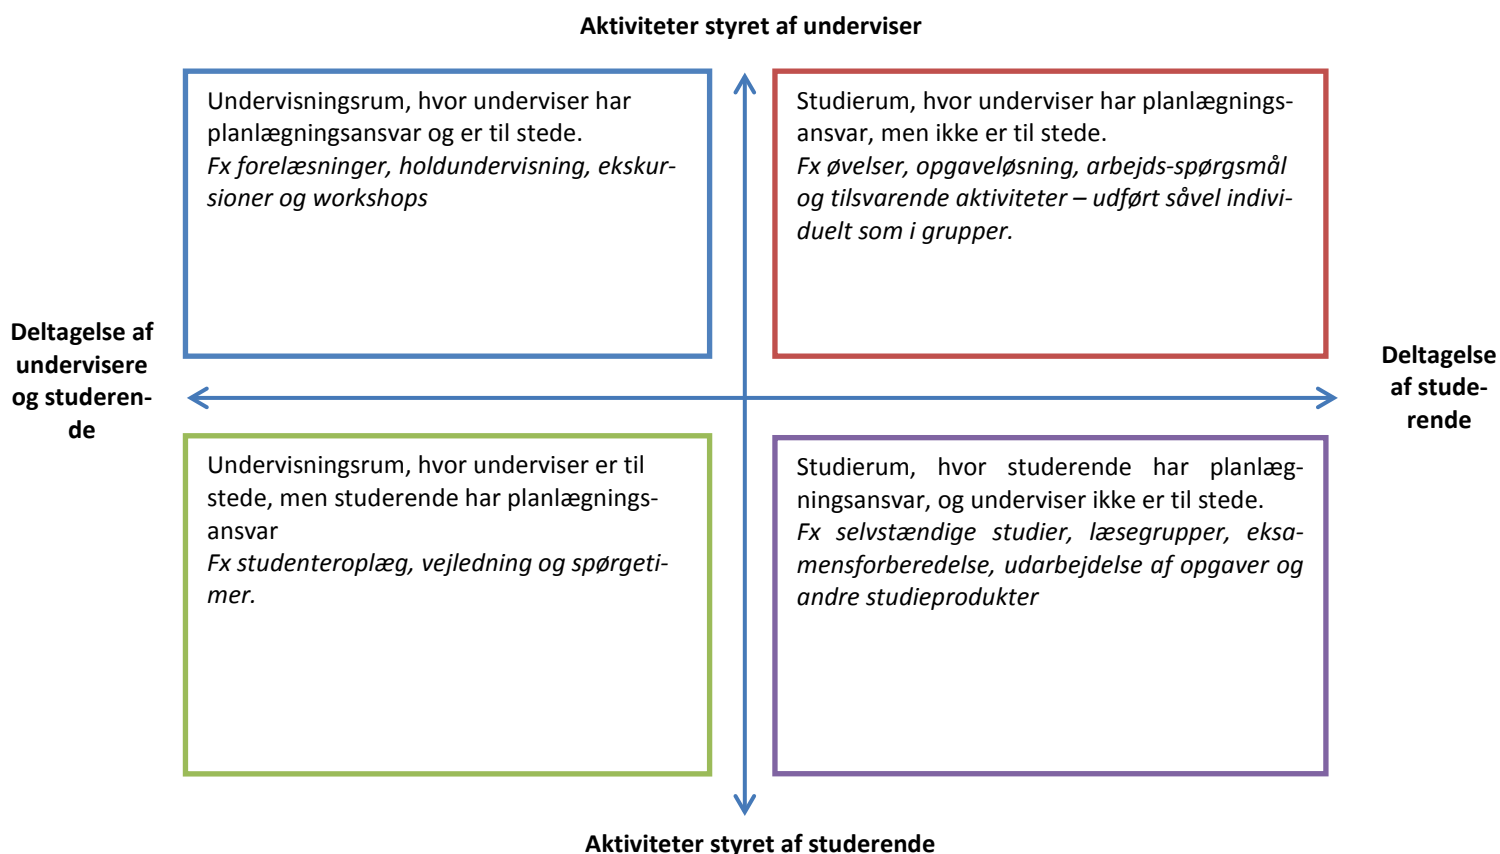 Aktiviteter styret af underviser
Undervisningsrum, hvor underviser har
planlægningsansvar og er til stede.
Fx forelæsninger, holdundervisning, ekskur-
sioner og workshops
Studierum, hvor underviser har planlægnings-
ansvar, men ikke er til stede.
Fx øvelser, opgaveløsning, arbejds-spørgsmål
og tilsvarende aktiviteter – udført såvel indivi-
duelt som i grupper.
Deltagelse af
undervisere
og studeren-
de
Deltagelse
af stude-
rende
Undervisningsrum, hvor underviser er til
stede, men studerende har planlægnings-
ansvar
Fx studenteroplæg, vejledning og spørgeti-
mer.
Studierum, hvor studerende har planlæg-
ningsansvar, og underviser ikke er til stede.
Fx selvstændige studier, læsegrupper, eksa-
mensforberedelse, udarbejdelse af opgaver og
andre studieprodukter
Aktiviteter styret af studerende